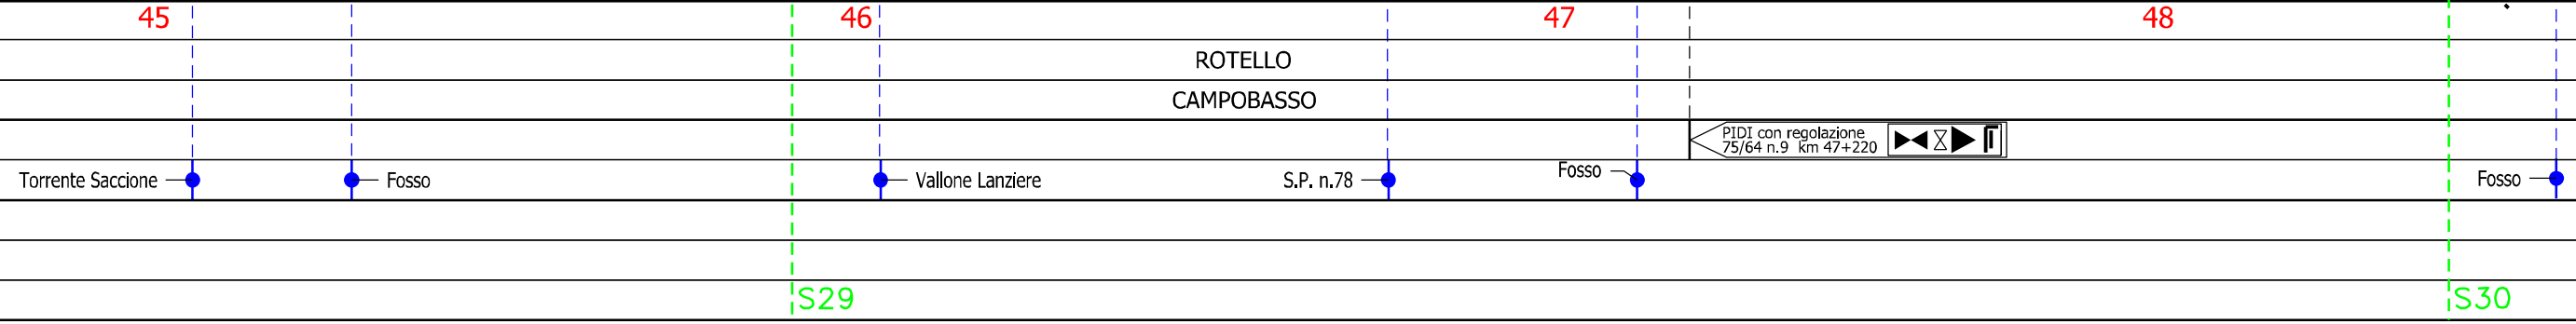 45 46 47 48
ROTELLO
CAMPOBASSO
PIDI con regolazione
75/64 n.9 km 47+220
Torrente Saccione Fosso Vallone Lanziere S.P. n.78 Fosso Fosso
S29 S30